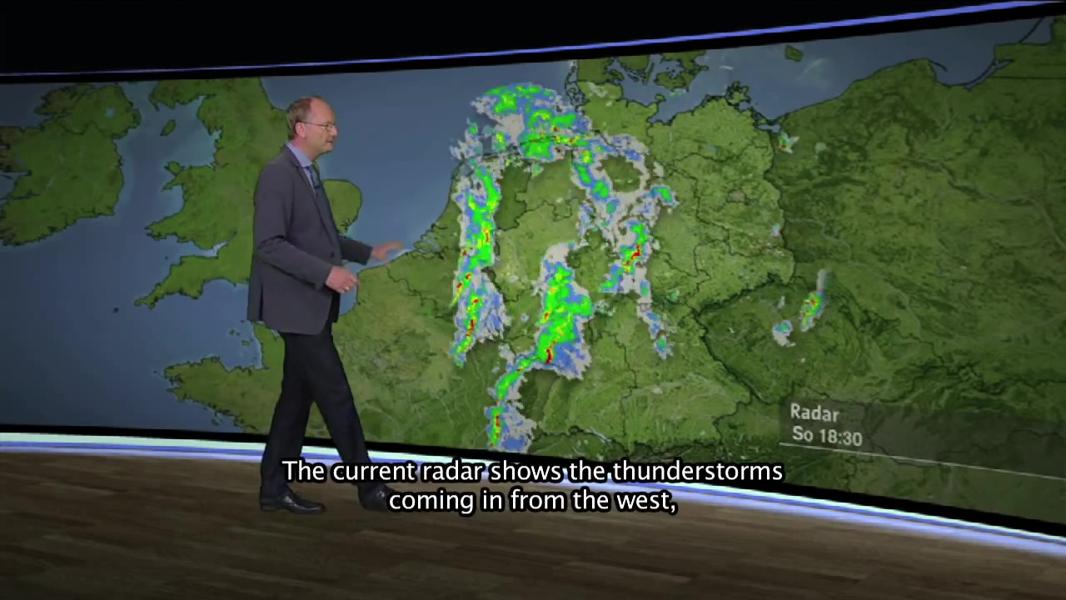 Radar
So 18:30
The current radar shows the thunderstorms
coming in from the west,